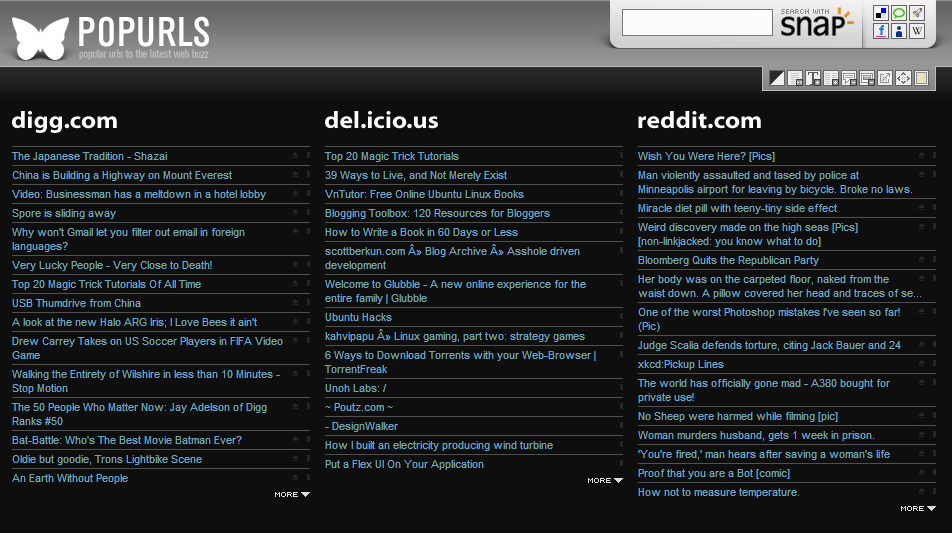 POPURLS
popular urls to the latest web buzz
SEARCH WITH
SNAP
f
W
digg.com
The Japanese Tradition - Shazai
China is Building a Highway on Mount Everest
Video: Businessman has a meltdown in a hotel lobby
Spore is sliding away
Why won't Gmail let you filter out email in foreign
languages?
Very Lucky People - Very Close to Death!
Top 20 Magic Trick Tutorials Of All Time
USB Thumdrive from China
A look at the new Halo ARG Iris; I Love Bees it ain't
Drew Carrey Takes on US Soccer Players in FIFA Video
Game
Walking the Entirety of Wilshire in less than 10 Minutes -
Stop Motion
The 50 People Who Matter Now: Jay Adelson of Digg
Ranks #50
Bat-Battle: Who's The Best Movie Batman Ever?
Oldie but goodie, Trons Lightbike Scene
An Earth Without People
MORE
del.icio.us
Top 20 Magic Trick Tutorials
39 Ways to Live, and Not Merely Exist
VnTutor: Free Online Ubuntu Linux Books
Blogging Toolbox: 120 Resources for Bloggers
How to Write a Book in 60 Days or Less
scottberkun.com Â» Blog Archive Â» Asshole driven
development
Welcome to Glubble - A new online experience for the
entire family | Glubble
Ubuntu Hacks
kahvipapu Â» Linux gaming, part two: strategy games
6 Ways to Download Torrents with your Web-Browser |
TorrentFreak
Unoh Labs: /
~ Poutz.com ~
- DesignWalker
How I built an electricity producing wind turbine
Put a Flex UI On Your Application
MORE
reddit.com
Wish You Were Here? [Pics]
Man violently assaulted and tased by police at
Minneapolis airport for leaving by bicycle. Broke no laws.
Miracle diet pill with teeny-tiny side effect
Weird discovery made on the high seas [Pics]
[non-linkjacked: you know what to do]
Bloomberg Quits the Republican Party
Her body was on the carpeted floor, naked from the
waist down. A pillow covered her head and traces of se...
One of the worst Photoshop mistakes I've seen so far!
(Pic)
Judge Scalia defends torture, citing Jack Bauer and 24
xkcd:Pickup Lines
The world has officially gone mad - A380 bought for
private use!
No Sheep were harmed while filming [pic]
Woman murders husband, gets 1 week in prison.
'You're fired,' man hears after saving a woman's life
Proof that you are a Bot [comic]
How not to measure temperature.
MORE